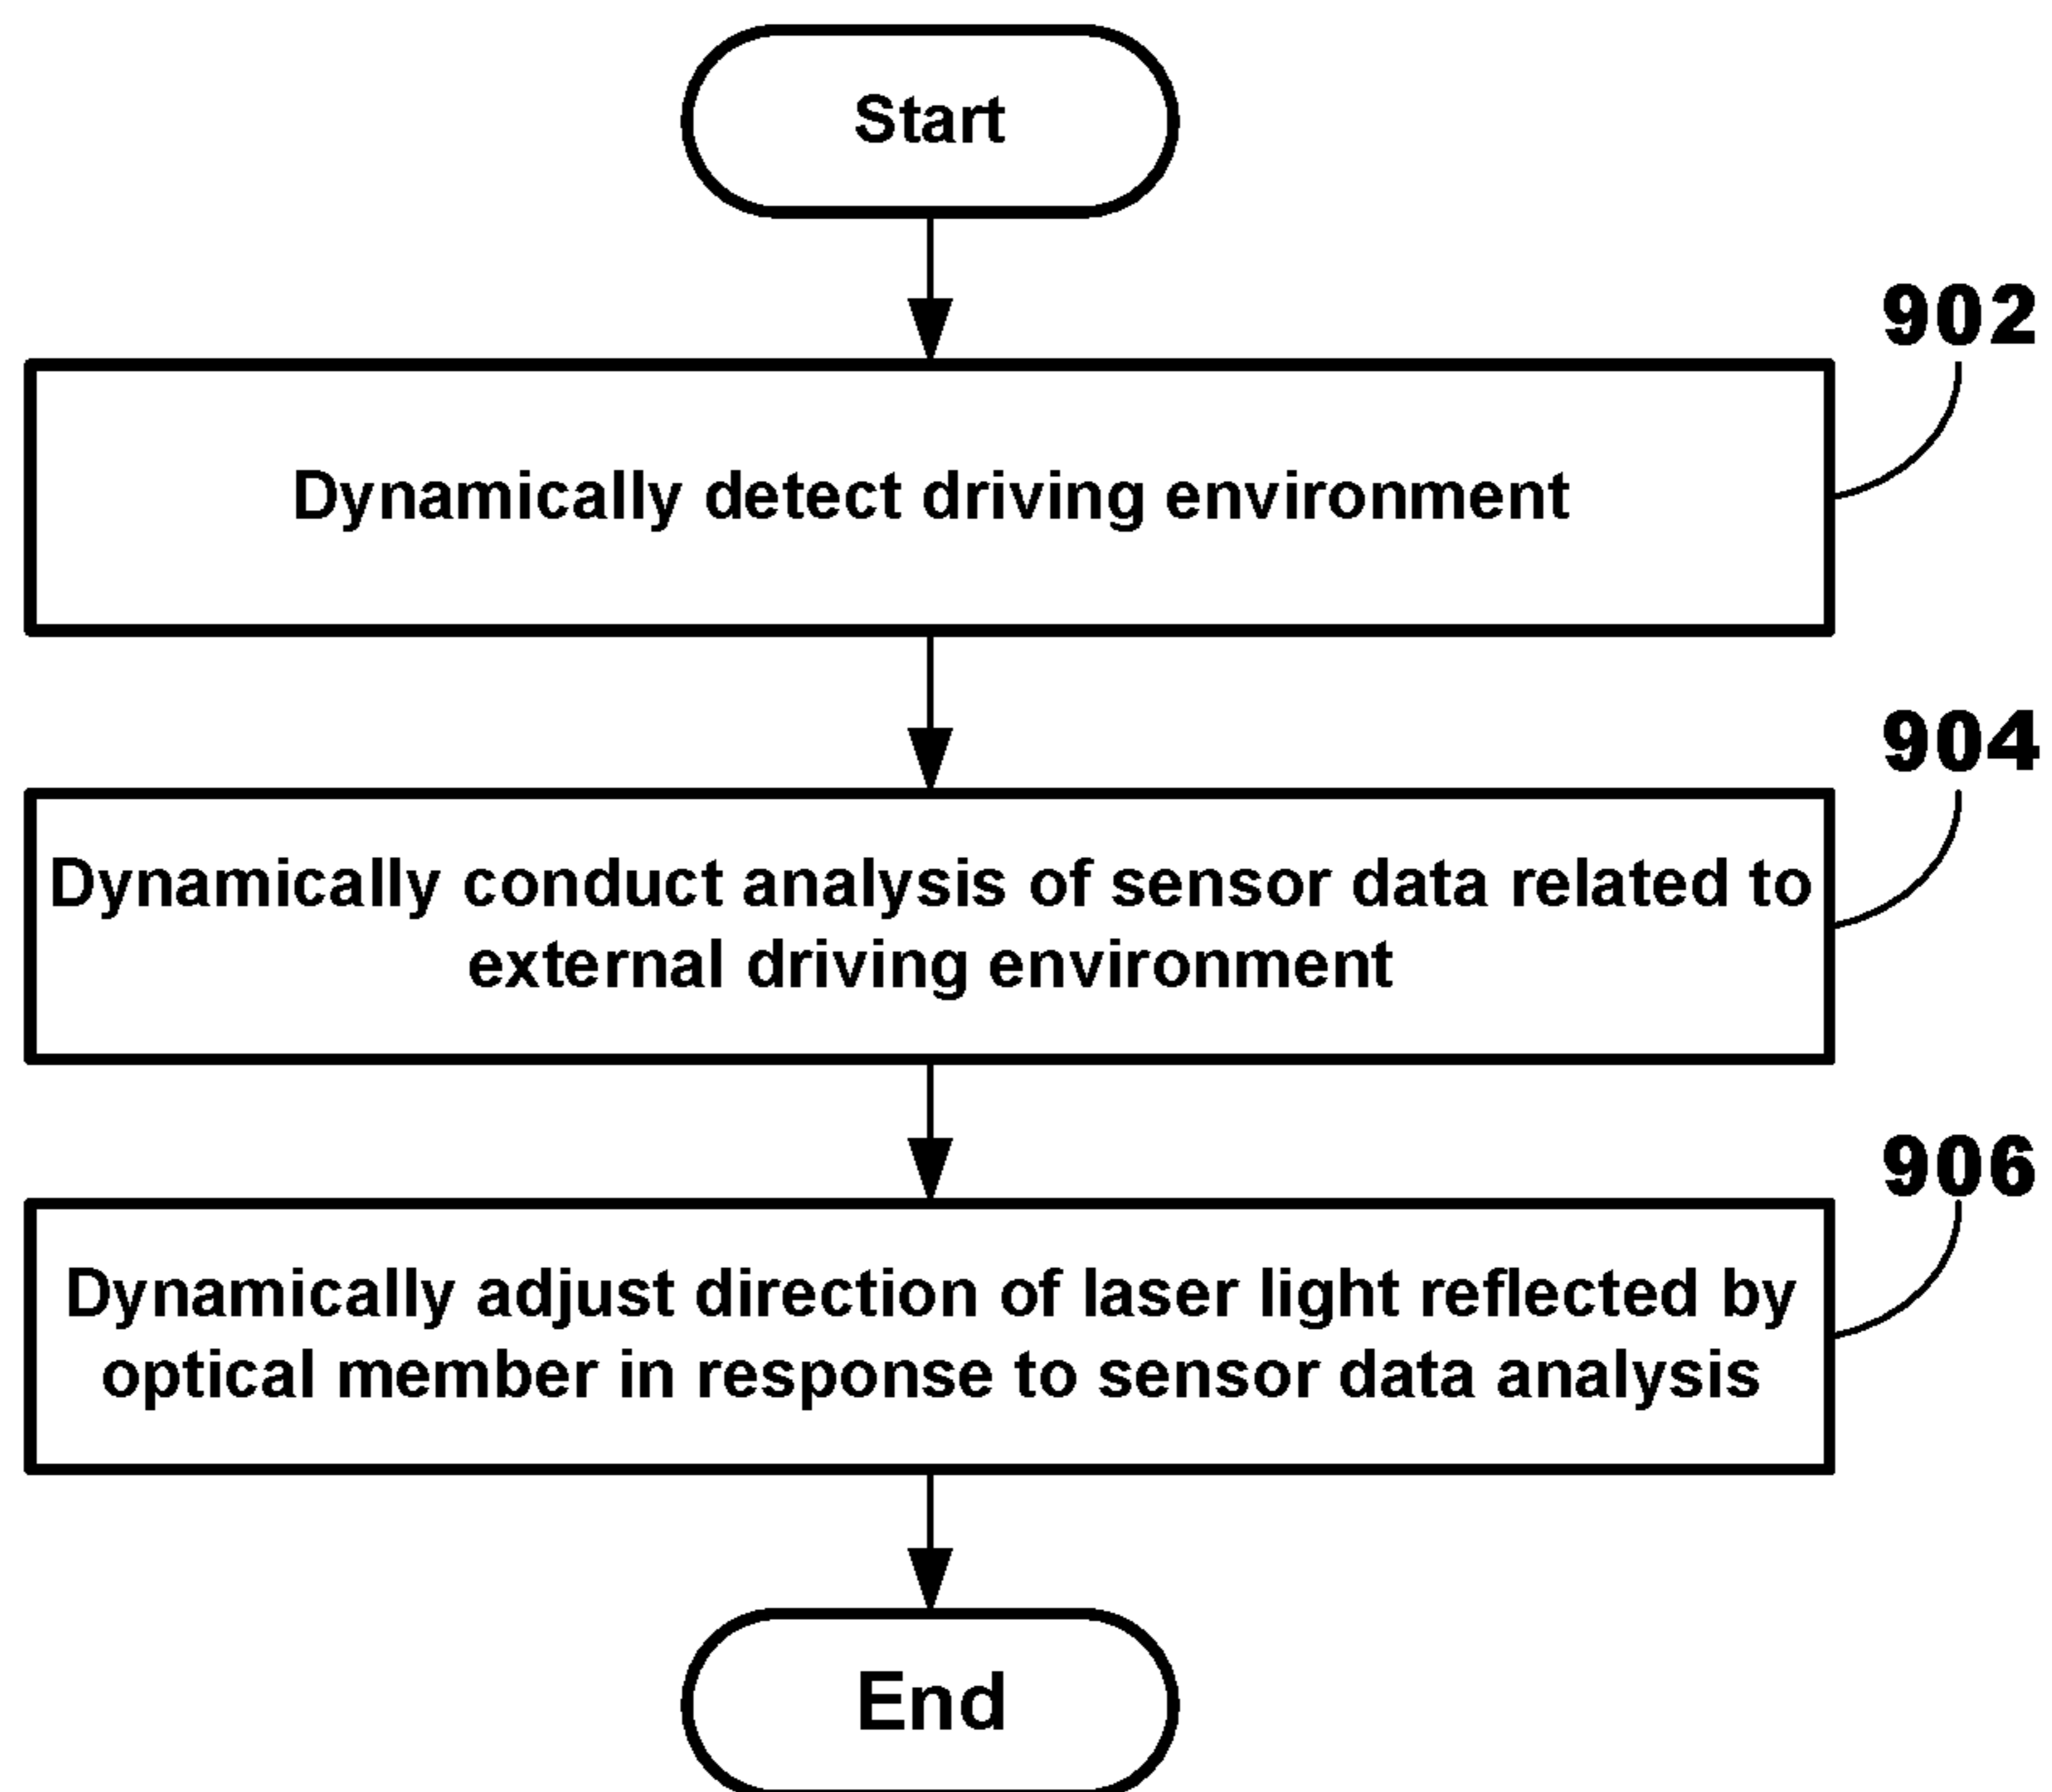 Start
902
Dynamically detect driving environment
904
Dynamically conduct analysis of sensor data related to
external driving environment
906
Dynamically adjust direction of laser light reflected by
optical member in response to sensor data analysis
End